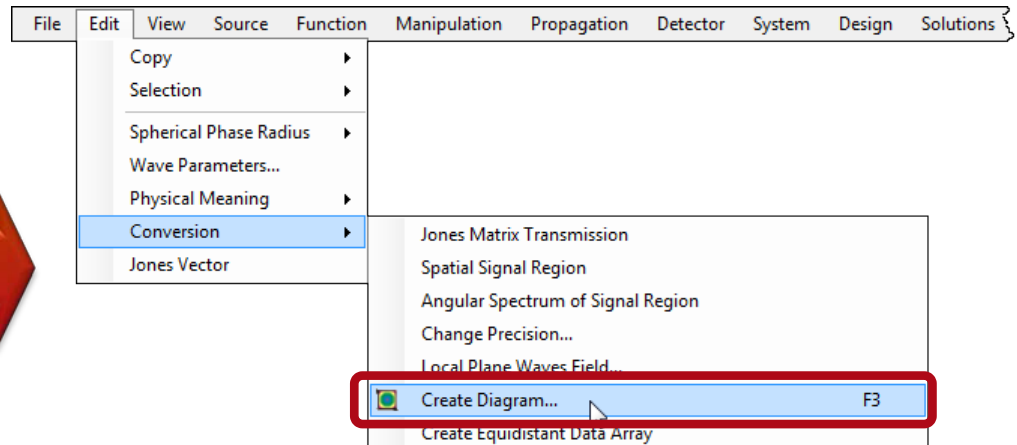 File Edit View Source Function Manipulation Propagation Detector System Design Solutions
Copy
Selection
Spherical Phase Radius
Wave Parameters...
Physical Meaning
Conversion
Jones Vector
Jones Matrix Transmission
Spatial Signal Region
Angular Spectrum of Signal Region
Change Precision...
Local Plane Waves Field...
Create Diagram... F3
Create Equidistant Data Array